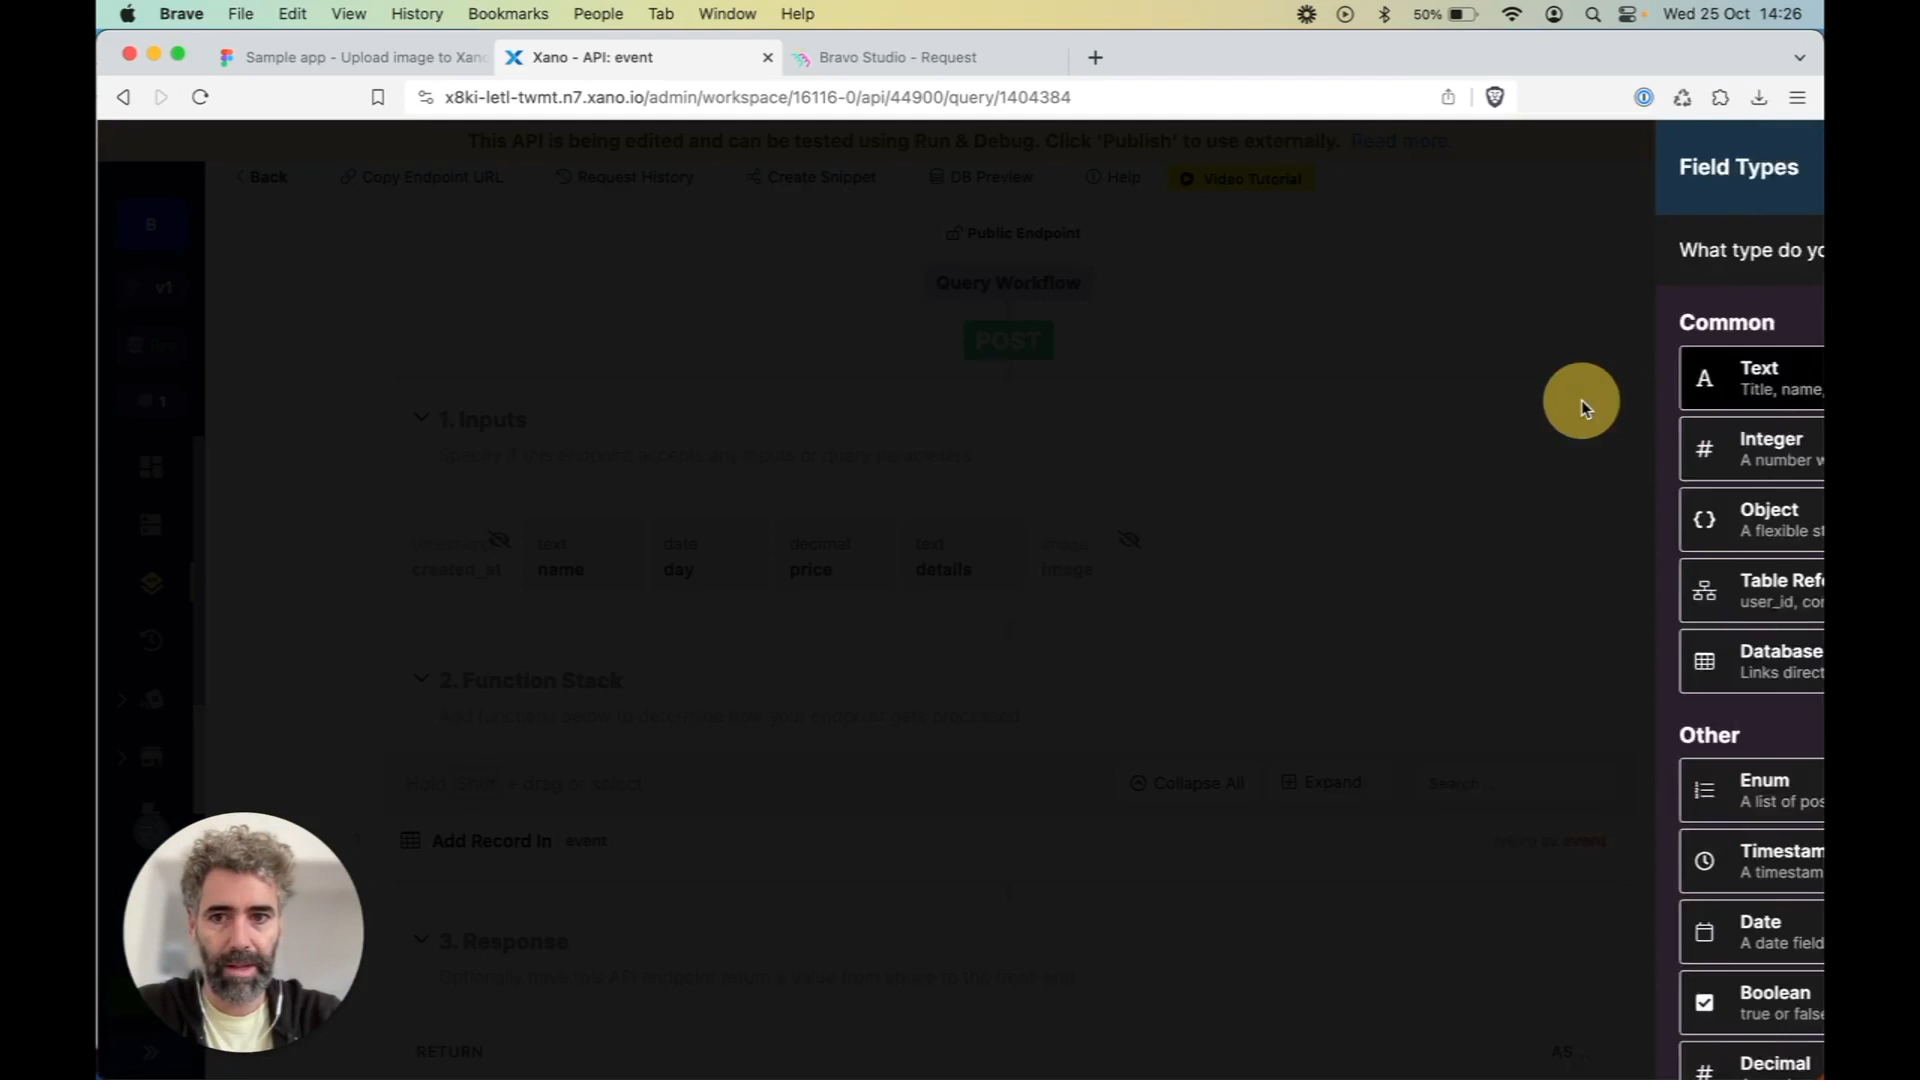 Brave File Edit View History Bookmarks People Tab Window Help 50% Wed 25 Oct 14:26
Sample app - Upload image to Xano Xano - API: event Bravo Studio - Request
x8ki-letl-twmt.n7.xano.io/admin/workspace/16116-0/api/44900/query/1404384
This API is being edited and can be tested using Run & Debug. Click 'Publish' to use externally. Read more.
Back Copy Endpoint URL Request History Create Snippet DB Preview Help Video Tutorial
Field Types
Public Endpoint
What type do yo
B
Query Workflow
v1
POST
Common
Text
Title, name,
1
1. Inputs
Specify if this endpoint accepts any inputs or query parameters
Integer
A number w
Object
A flexible st
timestamp text date decimal text image
created_at name day price details image
Table Refe
user_id, con
2. Function Stack
Add functions below to determine how your endpoint gets processed
Database
Links direct
Other
Hold Shift + drag or select Collapse All Expand Search ...
Enum
A list of pos
Add Record In event return as event
Timestam
A timestam
3. Response
Optionally have this API endpoint return a value from above to the front-end
Date
A date field
Boolean
true or false
RETURN AS
Decimal